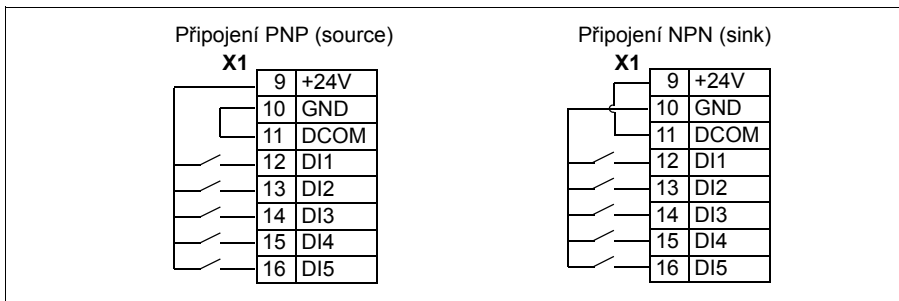 Připojení PNP (source)
X1
9 +24V
10 GND
11 DCOM
12 DI1
13 DI2
14 DI3
15 DI4
16 DI5
Připojení NPN (sink)
X1
9 +24V
10 GND
11 DCOM
12 DI1
13 DI2
14 DI3
15 DI4
16 DI5